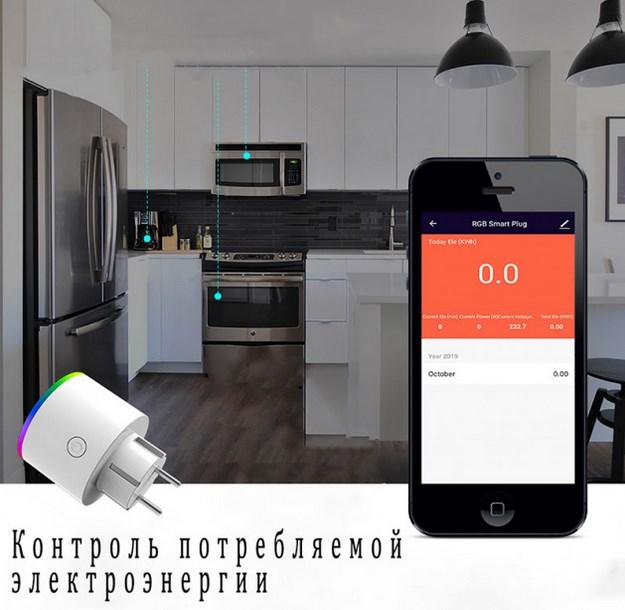 RGB Smart Plug
Today Ele (KWh)
0.0
Current Ele (mA) Current Power (W) Current Voltage...  Total Ele (KWh)
0 0 232.7 0.00
Year 2019
October 0.00
Контроль потребляемой
электроэнергии